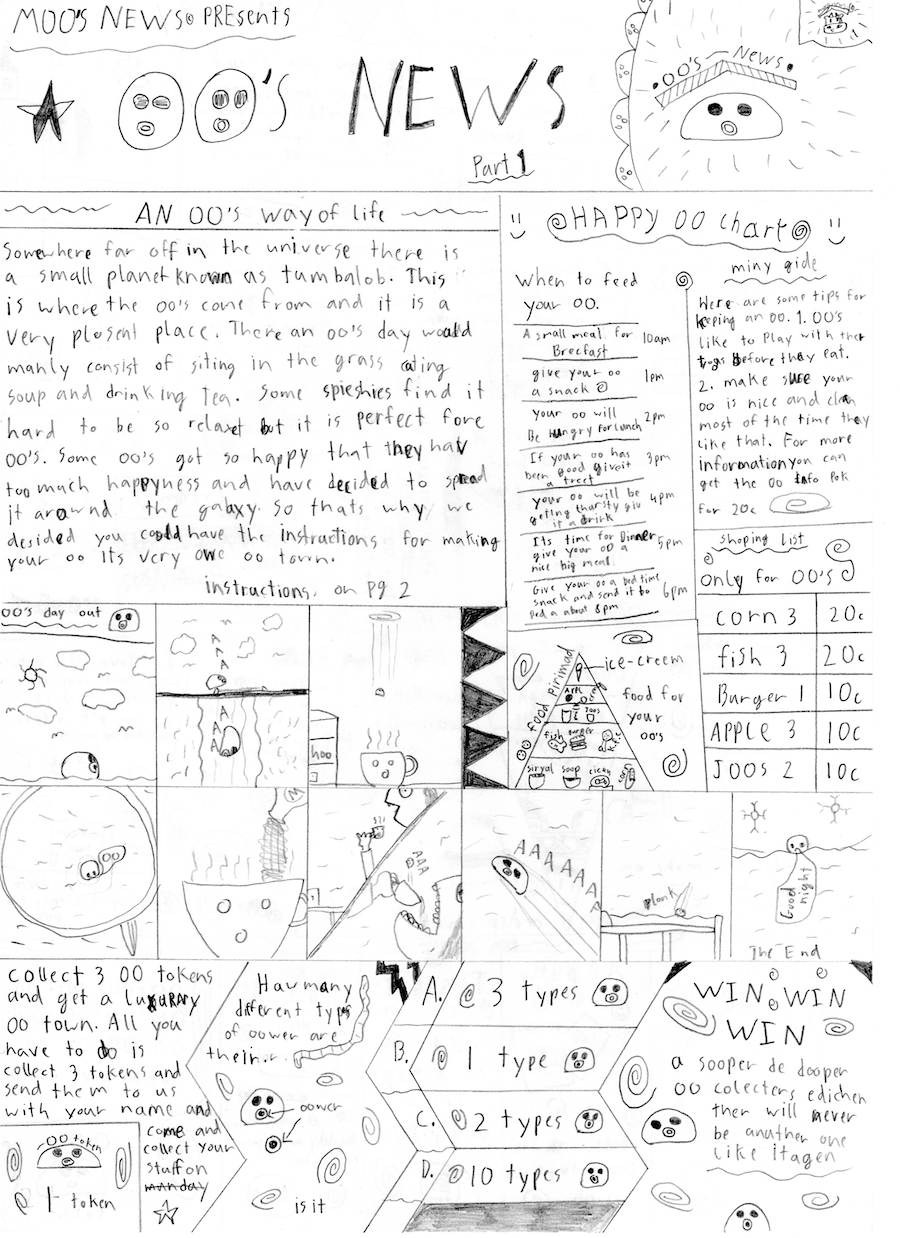 MOO'S NEWS PRESENTS
OO'S NEWS
Part 1
OO'S NEWS
AN OO'S way of life
Somewhere far off in the universe there is
a small planet known as tumbalob. This
is where the oo's come from and it is a
very plesent place. There an oo's day would
manly consist of siting in the grass eating
soup and drinking Tea. Some spieshies find it
hard to be so relaxet but it is perfect fore
oo's. Some oo's got so happy that they hav
too much happyness and have decided to spread
it around the galaxy. So thats why we
decided you could have the instructions for making
your oo its very owe oo town.
instructions, on pg 2
HAPPY OO chart
When to feed
your OO.
A small meal for
Brecfast 10am
give your oo
a snack 1pm
your oo will
Be hungry for lunch 2pm
If your oo has
been good givoit
a treet 3pm
your oo will be
geting thursty giv
it a drink 4pm
Its time for Dinner
give your oo a
nice big meal. 5pm
Give your oo a bed time
snack and send it to
Bed a about 8pm 6pm
miny gide
Here are some tips for
keeping an oo. 1. oo's
like to Play with ther
toys before they eat.
2. make sure your
oo is nice and clean
most of the time they
like that. For more
information you can
get the oo info Pak
for 20c
shoping list
only for OO's
corn 3 20c
fish 3 20c
Burger 1 10c
APPLE 3 10c
JOOS 2 10c
food pirimad
ice-creem
food for
your
oo's
APPL
Joos
fish
Burger
siryal
soop
corn
oo's day out
AAAA
AAAA
hoo
AAA
AAAAAA
plonk
Good
night
The End
collect 3 OO tokens
and get a luxurary
OO town. All you
have to do is
collect 3 tokens and
send them to us
with your name and
come and
collect your
stuff on
munday
OO token
1 token
Haw many
different types
of oower are
their.
oower
is it
A. 3 types
B. 1 type
C. 2 types
D. 10 types
WIN WIN
WIN
a sooper de dooper
oo colecters edichen
ther will never
be anuther one
like itagen